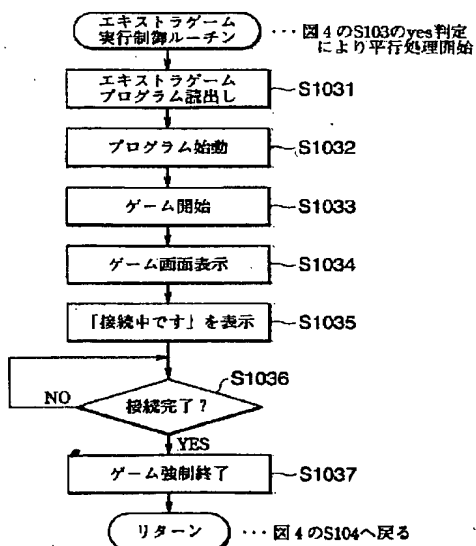 エキストラゲーム
実行制御ルーチン
･･･図4のS103のyes判定
により平行処理開始
エキストラゲーム
プログラム読出し
S1031
プログラム始動
S1032
ゲーム開始
S1033
ゲーム画面表示
S1034
「接続中です」を表示
S1035
S1036
NO
接続完了？
YES
ゲーム強制終了
S1037
リターン
･･･図4のS104へ戻る